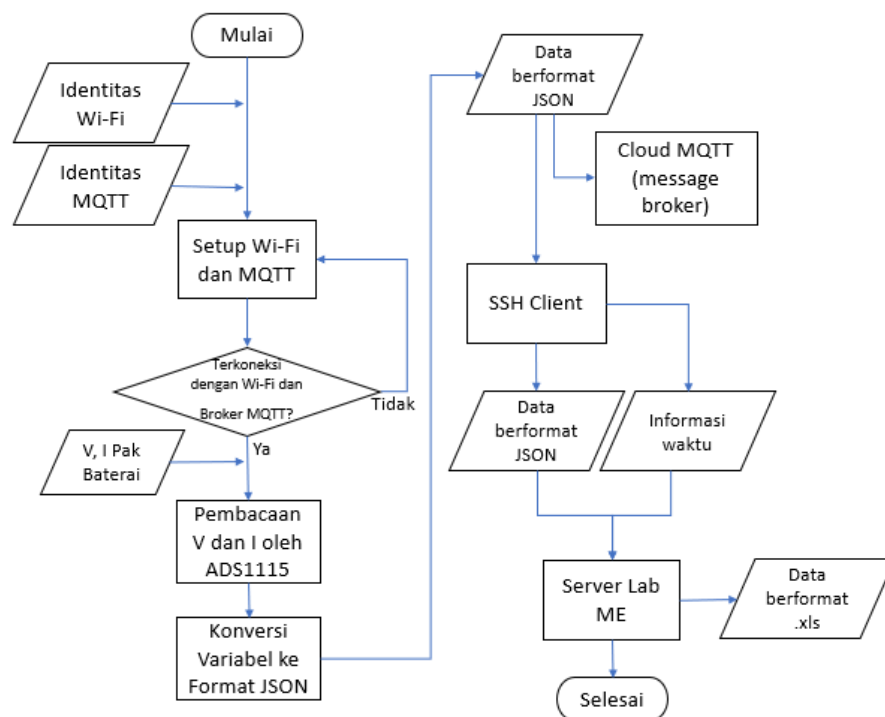 Mulai
Identitas
Wi-Fi
Identitas
MQTT
Setup Wi-Fi
dan MQTT
Terkoneksi
dengan Wi-Fi dan
Broker MQTT?
Tidak
Ya
V, I Pak
Baterai
Pembacaan
V dan I oleh
ADS1115
Konversi
Variabel ke
Format JSON
Data
berformat
JSON
Cloud MQTT
(message
broker)
SSH Client
Data
berformat
JSON
Informasi
waktu
Server Lab
ME
Data
berformat
.xls
Selesai